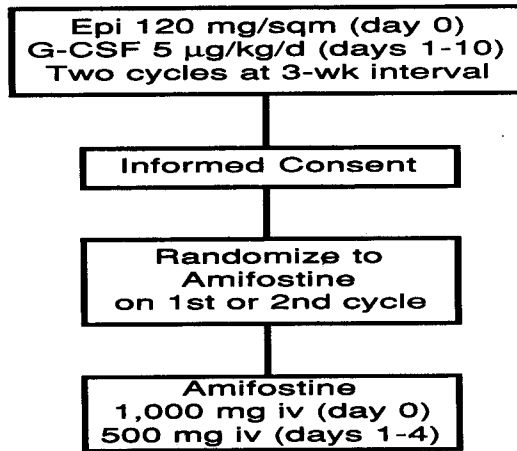 Epi 120 mg/sqm (day 0)
G-CSF 5 μg/kg/d (days 1-10)
Two cycles at 3-wk interval
Informed Consent
Randomize to
Amifostine
on 1st or 2nd cycle
Amifostine
1,000 mg iv (day 0)
500 mg iv (days 1-4)